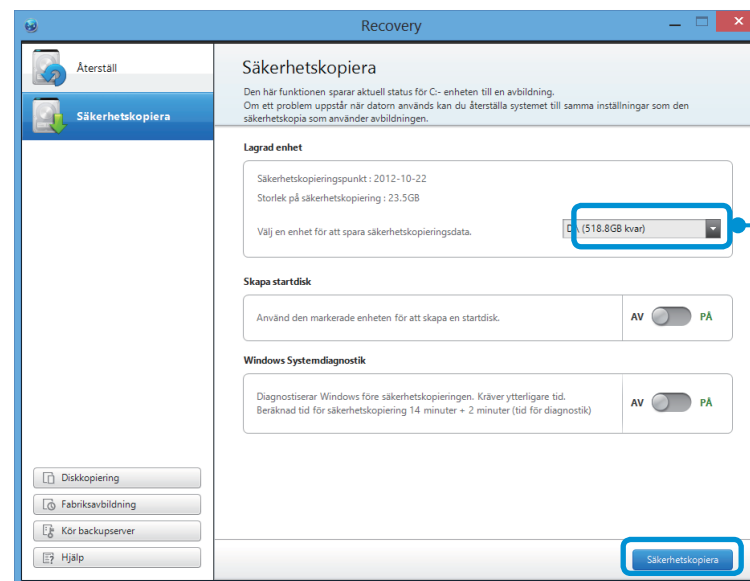 Recovery
Återställ
Säkerhetskopiera
Säkerhetskopiera
Den här funktionen sparar aktuell status för C:- enheten till en avbildning.
Om ett problem uppstår när datorn används kan du återställa systemet till samma inställningar som den
säkerhetskopia som använder avbildningen.
Lagrad enhet
Säkerhetskopieringspunkt : 2012-10-22
Storlek på säkerhetskopiering : 23.5GB
Välj en enhet för att spara säkerhetskopieringsdata.
D:\ (518.8GB kvar)
Skapa startdisk
Använd den markerade enheten för att skapa en startdisk.
AV PÅ
Windows Systemdiagnostik
Diagnostiserar Windows före säkerhetskopieringen. Kräver ytterligare tid.
Beräknad tid för säkerhetskopiering 14 minuter + 2 minuter (tid för diagnostik)
AV PÅ
Diskkopiering
Fabriksavbildning
Kör backupserver
Hjälp
Säkerhetskopiera